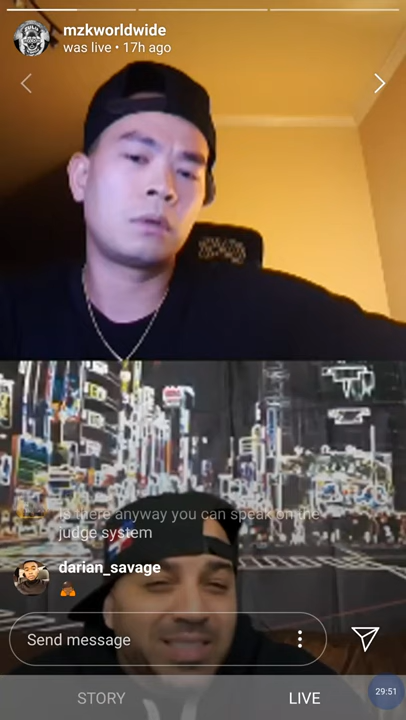 mzkworldwide
was live • 17h ago
Is there anyway you can speak on the
judge system
darian_savage
Send message
STORY
LIVE
29:51